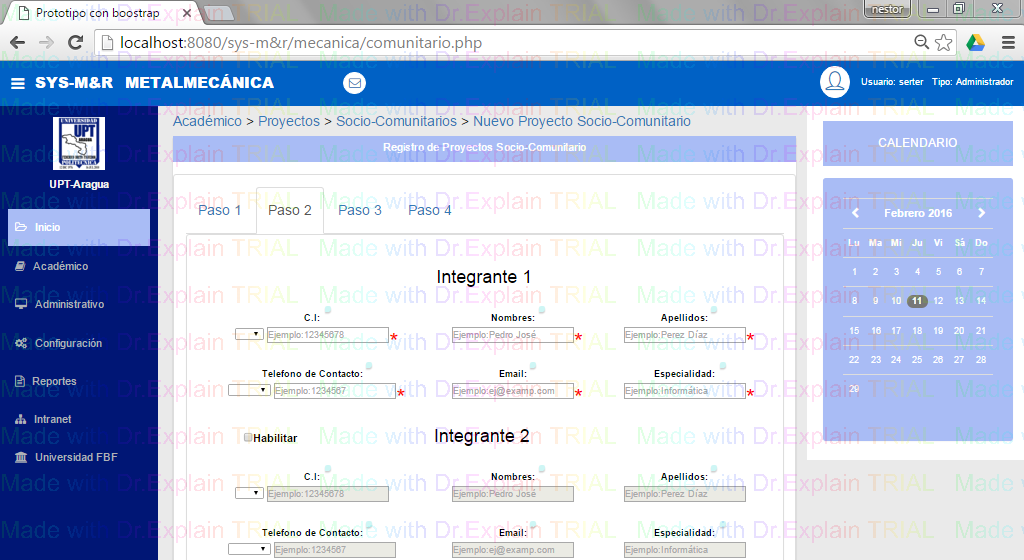 Prototipo con boostrap
nestor
localhost:8080/sys-m&r/mecanica/comunitario.php
SYS-M&R METALMECÁNICA
Usuario: serter Tipo: Administrador
UNIVERSIDAD
UPT
ARAGUA
UPT-Aragua
Inicio
Académico
Administrativo
Configuración
Reportes
Intranet
Universidad FBF
Académico > Proyectos > Socio-Comunitarios > Nuevo Proyecto Socio-Comunitario
Registro de Proyectos Socio-Comunitario
Paso 1 Paso 2 Paso 3 Paso 4
Integrante 1
C.I: Nombres: Apellidos:
Ejemplo:12345678 * Ejemplo:Pedro José * Ejemplo:Perez Díaz *
Telefono de Contacto: Email: Especialidad:
Ejemplo:1234567 * Ejemplo:ej@examp.com * Ejemplo:Informática *
Habilitar Integrante 2
C.I: Nombres: Apellidos:
Ejemplo:12345678 Ejemplo:Pedro José Ejemplo:Perez Díaz
Telefono de Contacto: Email: Especialidad:
Ejemplo:1234567 Ejemplo:ej@examp.com Ejemplo:Informática
CALENDARIO
Febrero 2016
Lu Ma Mi Ju Vi Sá Do
1 2 3 4 5 6 7
8 9 10 11 12 13 14
15 16 17 18 19 20 21
22 23 24 25 26 27 28
29
Made with Dr.Explain TRIAL